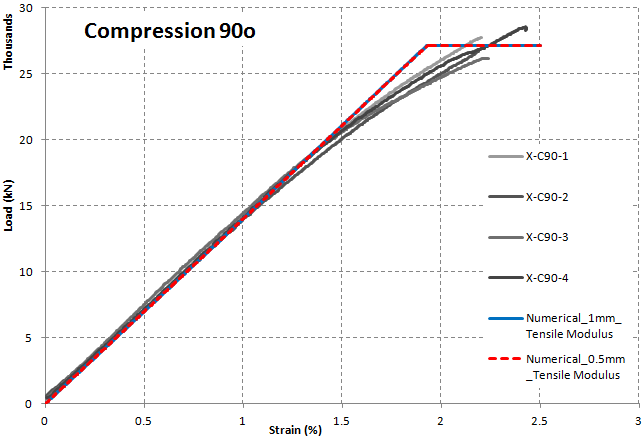 Compression 90o
Thousands
Load (kN)
30
25
20
15
10
5
0
0
0.5
1
1.5
2
2.5
3
Strain (%)
X-C90-1
X-C90-2
X-C90-3
X-C90-4
Numerical_1mm_
Tensile Modulus
Numerical_0.5mm
_Tensile Modulus